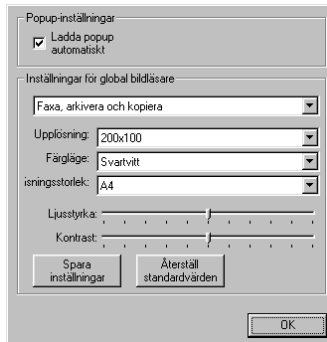 Popup-inställningar
Ladda popup
automatiskt
Inställningar för global bildläsare
Faxa, arkivera och kopiera
Upplösning: 200x100
Färgläge: Svartvitt
isningsstorlek: A4
Ljusstyrka:
Kontrast:
Spara
inställningar
Återställ
standardvärden
OK